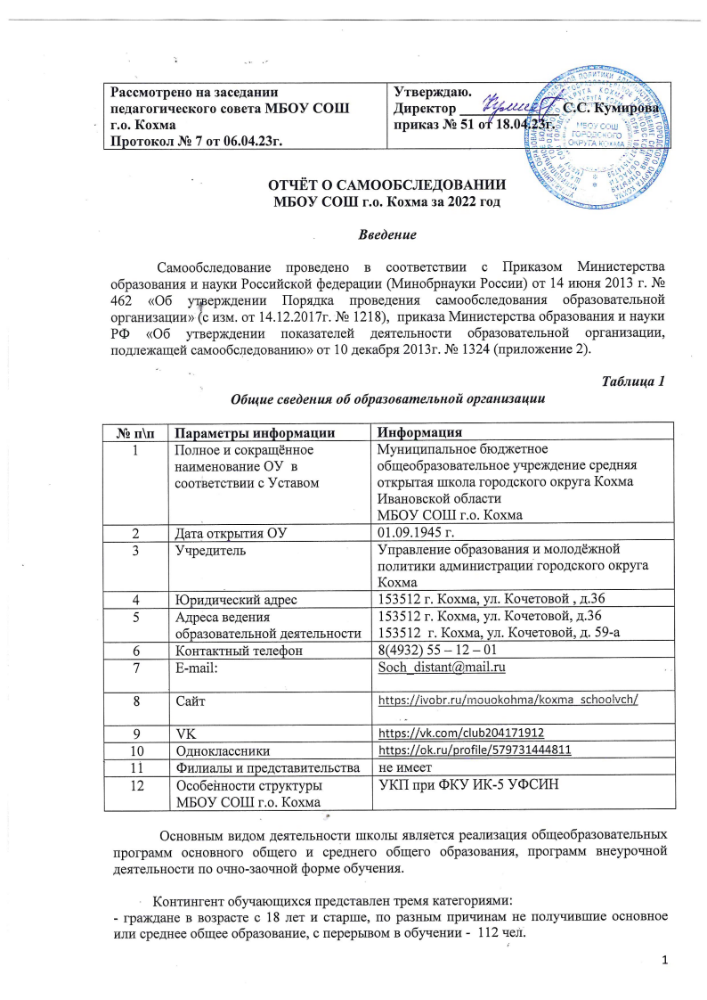 Рассмотрено на заседании
педагогического совета МБОУ СОШ
г.о. Кохма
Протокол № 7 от 06.04.23г.
Утверждаю.
Директор С.С. Кумирова
приказ № 51 от 18.04.23г.
МБОУ СОШ
ГОРОДСКОГО
ОКРУГА КОХМА
ОТЧЁТ О САМООБСЛЕДОВАНИИ
МБОУ СОШ г.о. Кохма за 2022 год
Введение
Самообследование проведено в соответствии с Приказом Министерства
образования и науки Российской федерации (Минобрнауки России) от 14 июня 2013 г. №
462 «Об утверждении Порядка проведения самообследования образовательной
организации» (с изм. от 14.12.2017г. № 1218), приказа Министерства образования и науки
РФ «Об утверждении показателей деятельности образовательной организации,
подлежащей самообследованию» от 10 декабря 2013г. № 1324 (приложение 2).
Таблица 1
Общие сведения об образовательной организации
№ п\п Параметры информации Информация
1 Полное и сокращённое
наименование ОУ в
соответствии с Уставом
Муниципальное бюджетное
общеобразовательное учреждение средняя
открытая школа городского округа Кохма
Ивановской области
МБОУ СОШ г.о. Кохма
2 Дата открытия ОУ 01.09.1945 г.
3 Учредитель Управление образования и молодёжной
политики администрации городского округа
Кохма
4 Юридический адрес 153512 г. Кохма, ул. Кочетовой , д.36
5 Адреса ведения
образовательной деятельности
153512 г. Кохма, ул. Кочетовой, д.36
153512 г. Кохма, ул. Кочетовой, д. 59-а
6 Контактный телефон 8(4932) 55 – 12 – 01
7 E-mail: Soch_distant@mail.ru
8 Сайт https://ivobr.ru/mouokohma/koxma_schoolvch/
9 VK https://vk.com/club204171912
10 Одноклассники https://ok.ru/profile/579731444811
11 Филиалы и представительства не имеет
12 Особенности структуры
МБОУ СОШ г.о. Кохма
УКП при ФКУ ИК-5 УФСИН
Основным видом деятельности школы является реализация общеобразовательных
программ основного общего и среднего общего образования, программ внеурочной
деятельности по очно-заочной форме обучения.
Контингент обучающихся представлен тремя категориями:
- граждане в возрасте с 18 лет и старше, по разным причинам не получившие основное
или среднее общее образование, с перерывом в обучении - 112 чел.
1